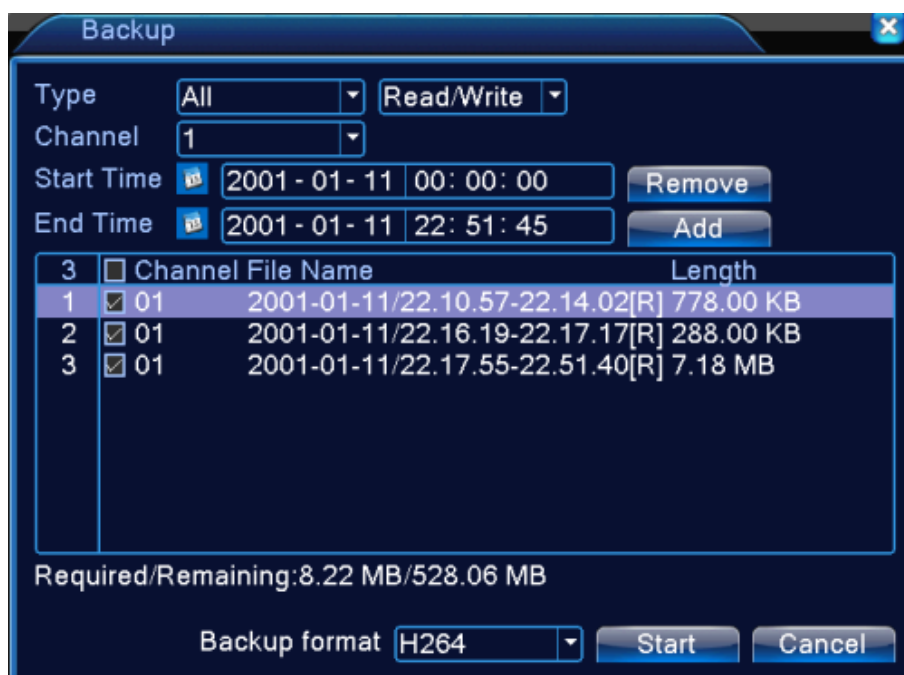 Backup
Type All Read/Write
Channel 1
Start Time 2001 - 01 - 11 00: 00: 00 Remove
End Time 2001 - 01 - 11 22: 51: 45 Add
3 Channel File Name Length
1 01 2001-01-11/22.10.57-22.14.02[R] 778.00 KB
2 01 2001-01-11/22.16.19-22.17.17[R] 288.00 KB
3 01 2001-01-11/22.17.55-22.51.40[R] 7.18 MB
Required/Remaining:8.22 MB/528.06 MB
Backup format H264 Start Cancel